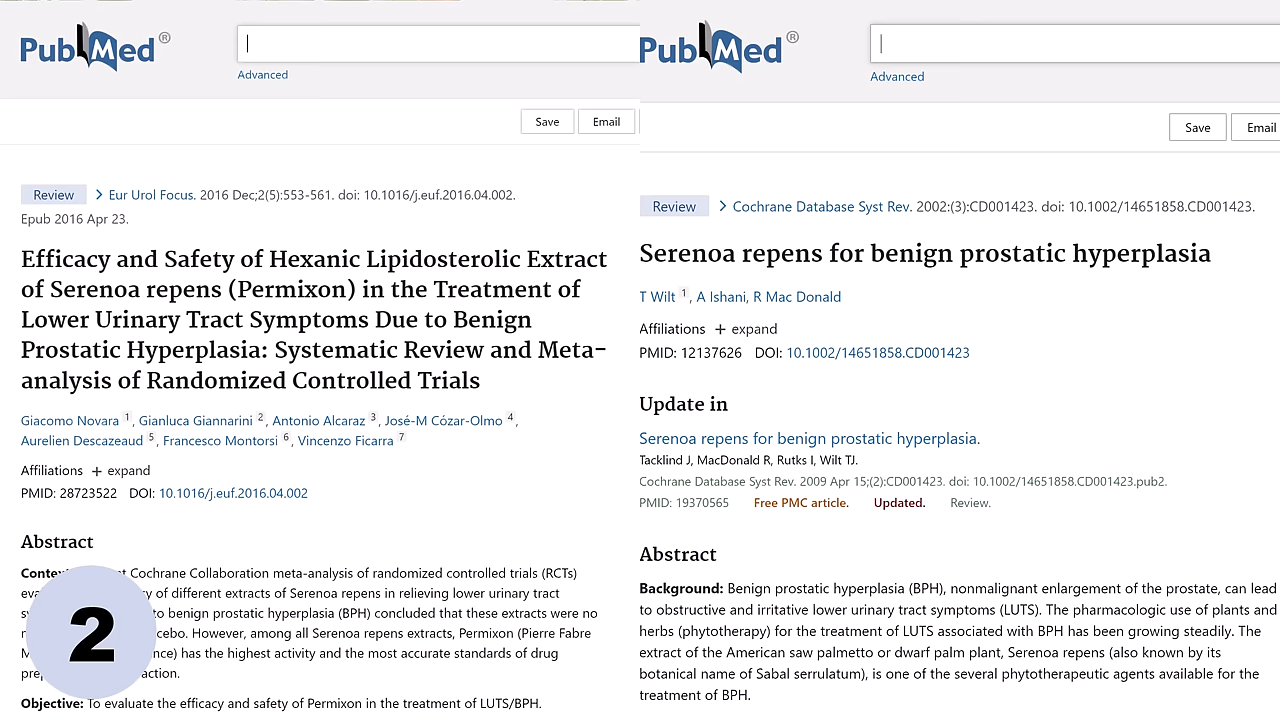 PubMed®
Advanced
Save
Email
Review
Eur Urol Focus. 2016 Dec;2(5):553-561. doi: 10.1016/j.euf.2016.04.002.
Epub 2016 Apr 23.
Efficacy and Safety of Hexanic Lipidosterolic Extract
of Serenoa repens (Permixon) in the Treatment of
Lower Urinary Tract Symptoms Due to Benign
Prostatic Hyperplasia: Systematic Review and Meta-
analysis of Randomized Controlled Trials
Giacomo Novara 1, Gianluca Giannarini 2, Antonio Alcaraz 3, José-M Cózar-Olmo 4,
Aurelien Descazeaud 5, Francesco Montorsi 6, Vincenzo Ficarra 7
Affiliations + expand
PMID: 28723522 DOI: 10.1016/j.euf.2016.04.002
Abstract
Cochrane Collaboration meta-analysis of randomized controlled trials (RCTs)
of different extracts of Serenoa repens in relieving lower urinary tract
to benign prostatic hyperplasia (BPH) concluded that these extracts were no
However, among all Serenoa repens extracts, Permixon (Pierre Fabre
has the highest activity and the most accurate standards of drug
2
Objective: To evaluate the efficacy and safety of Permixon in the treatment of LUTS/BPH.
PubMed®
Advanced
Save
Email
Review
Cochrane Database Syst Rev. 2002:(3):CD001423. doi: 10.1002/14651858.CD001423.
Serenoa repens for benign prostatic hyperplasia
T Wilt 1, A Ishani, R Mac Donald
Affiliations + expand
PMID: 12137626 DOI: 10.1002/14651858.CD001423
Update in
Serenoa repens for benign prostatic hyperplasia.
Tacklind J, MacDonald R, Rutks I, Wilt TJ.
Cochrane Database Syst Rev. 2009 Apr 15;(2):CD001423. doi: 10.1002/14651858.CD001423.pub2.
PMID: 19370565 Free PMC article. Updated. Review.
Abstract
Background: Benign prostatic hyperplasia (BPH), nonmalignant enlargement of the prostate, can lead
to obstructive and irritative lower urinary tract symptoms (LUTS). The pharmacologic use of plants and
herbs (phytotherapy) for the treatment of LUTS associated with BPH has been growing steadily. The
extract of the American saw palmetto or dwarf palm plant, Serenoa repens (also known by its
botanical name of Sabal serrulatum), is one of the several phytotherapeutic agents available for the
treatment of BPH.